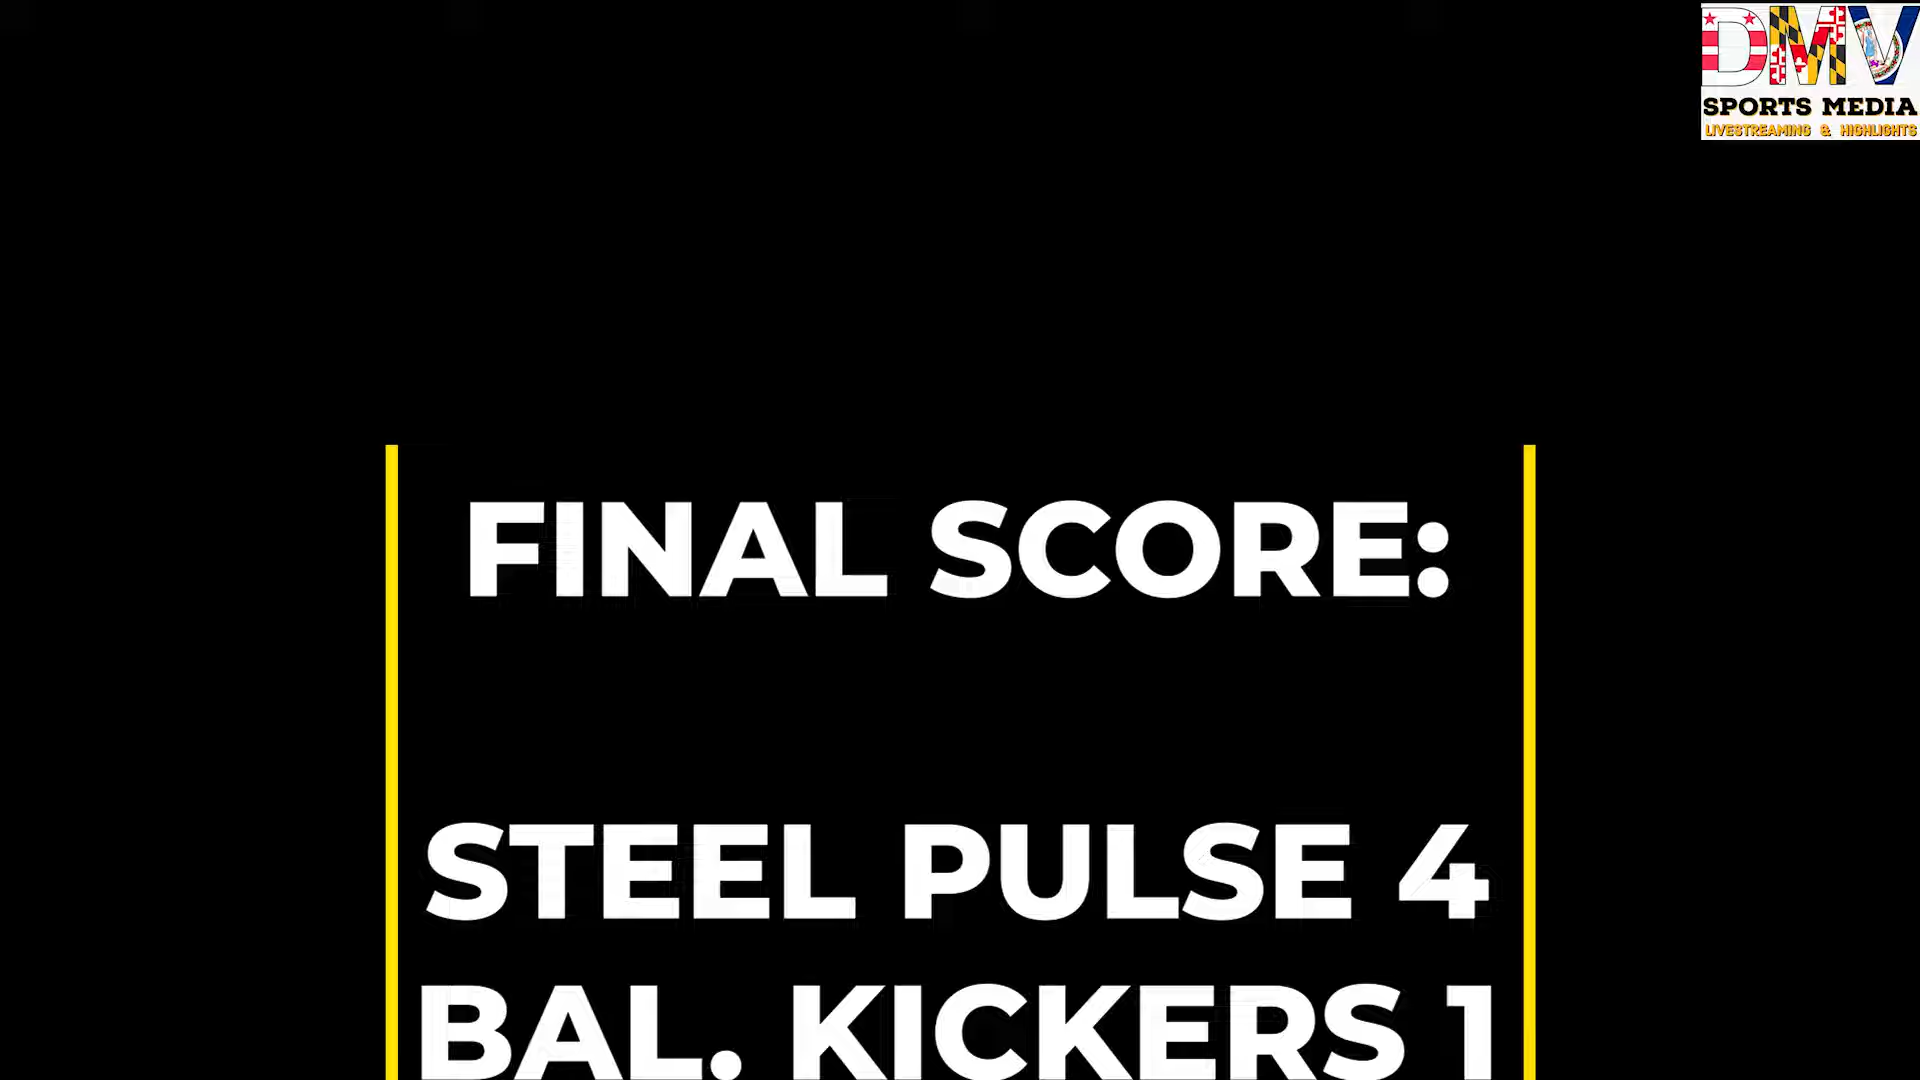 DMV
SPORTS MEDIA
LIVESTREAMING & HIGHLIGHTS
FINAL SCORE:
STEEL PULSE 4
BAL. KICKERS 1